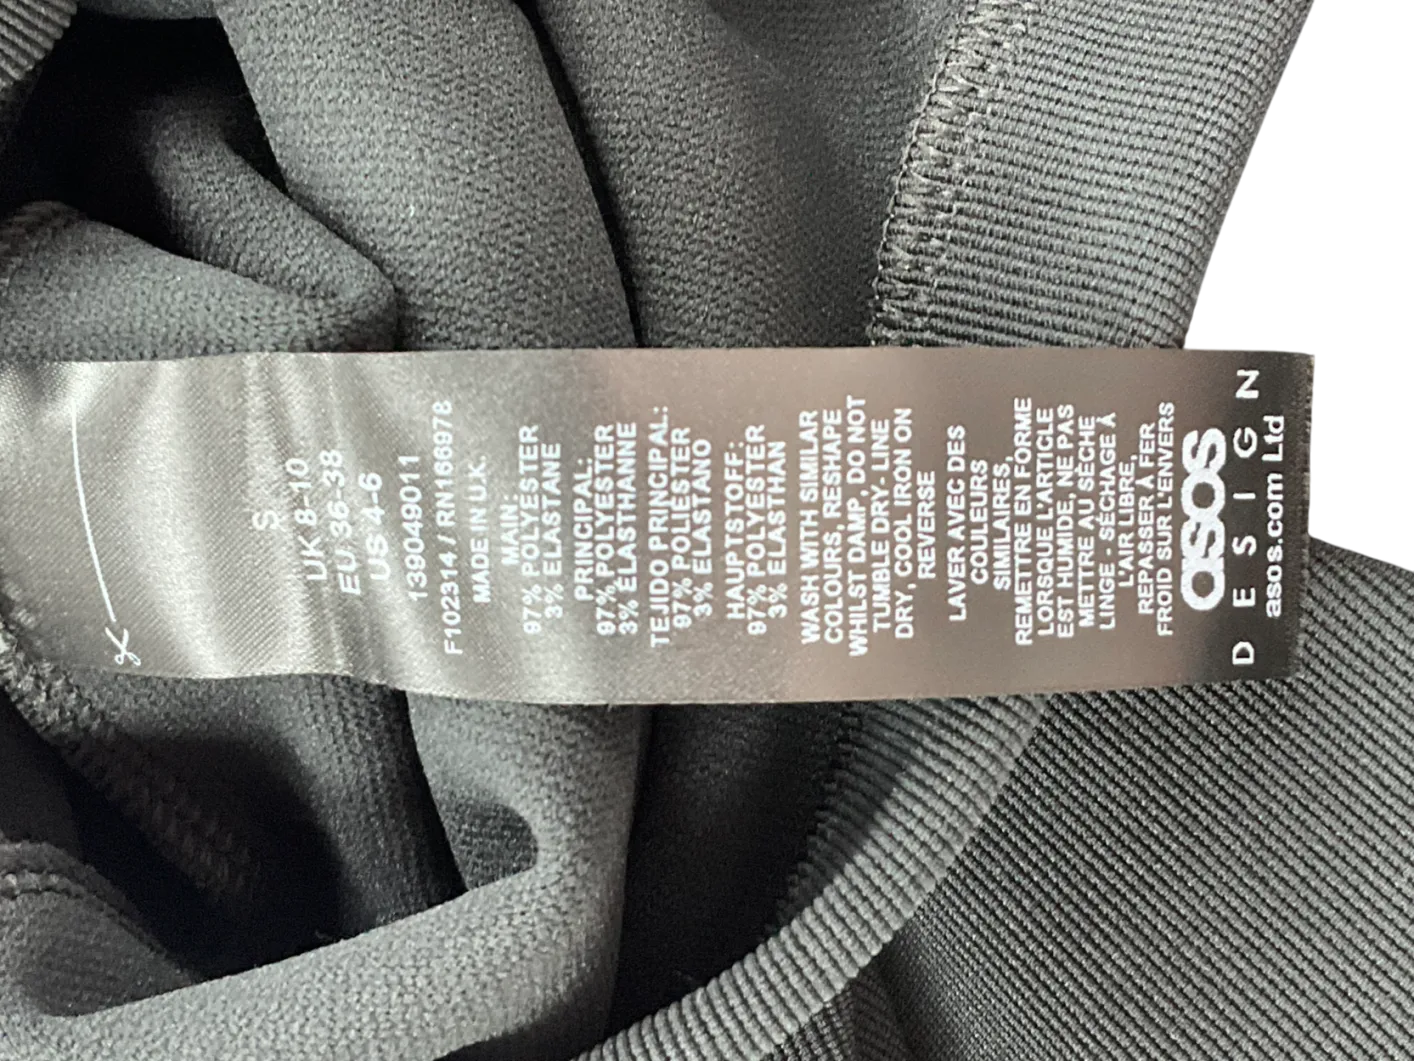 S
UK 8-10
EU 36-38
US 4-6
139049011
F102314 / RN166978
MADE IN U.K.
MAIN:
97% POLYESTER
3% ELASTANE
PRINCIPAL:
97% POLYESTER
3% ÉLASTHANNE
TEJIDO PRINCIPAL:
97% POLIÉSTER
3% ELASTANO
HAUPTSTOFF:
97% POLYESTER
3% ELASTHAN
WASH WITH SIMILAR
COLOURS, RESHAPE
WHILST DAMP, DO NOT
TUMBLE DRY- LINE
DRY, COOL IRON ON
REVERSE
LAVER AVEC DES
COULEURS
SIMILAIRES,
REMETTRE EN FORME
LORSQUE L'ARTICLE
EST HUMIDE, NE PAS
METTRE AU SÈCHE
LINGE - SÉCHAGE À
L'AIR LIBRE,
REPASSER À FER
FROID SUR L'ENVERS
asos
DESIGN
asos.com Ltd